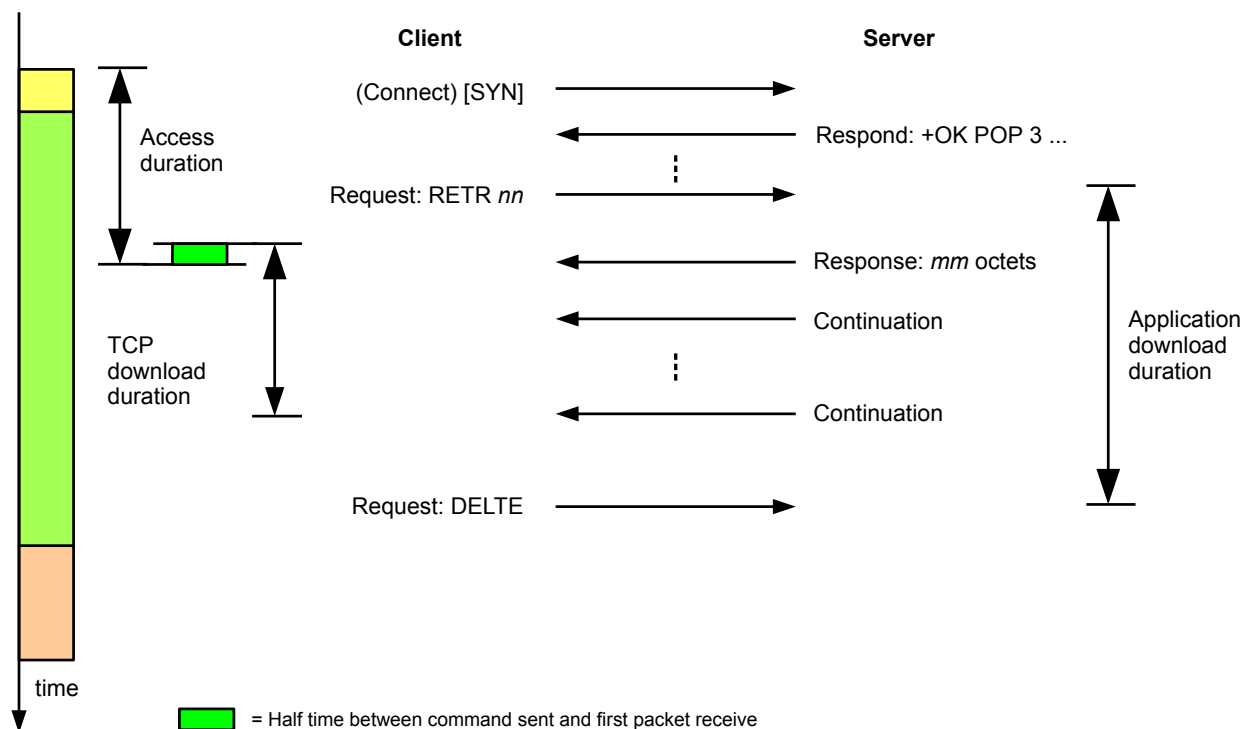 Client
Server
(Connect) [SYN]
Respond: +OK POP 3 ...
Access
duration
Request: RETR nn
Response: mm octets
Continuation
Application
download
duration
TCP
download
duration
Continuation
Request: DELTE
time
= Half time between command sent and first packet receive